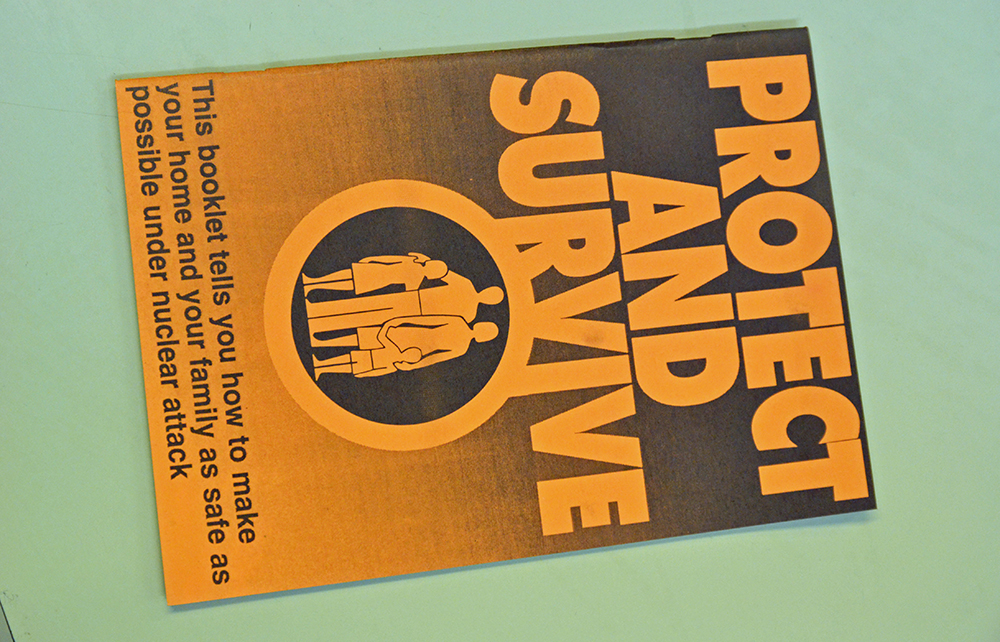 PROTECT
AND
SURVIVE
This booklet tells you how to make
your home and your family as safe as
possible under nuclear attack